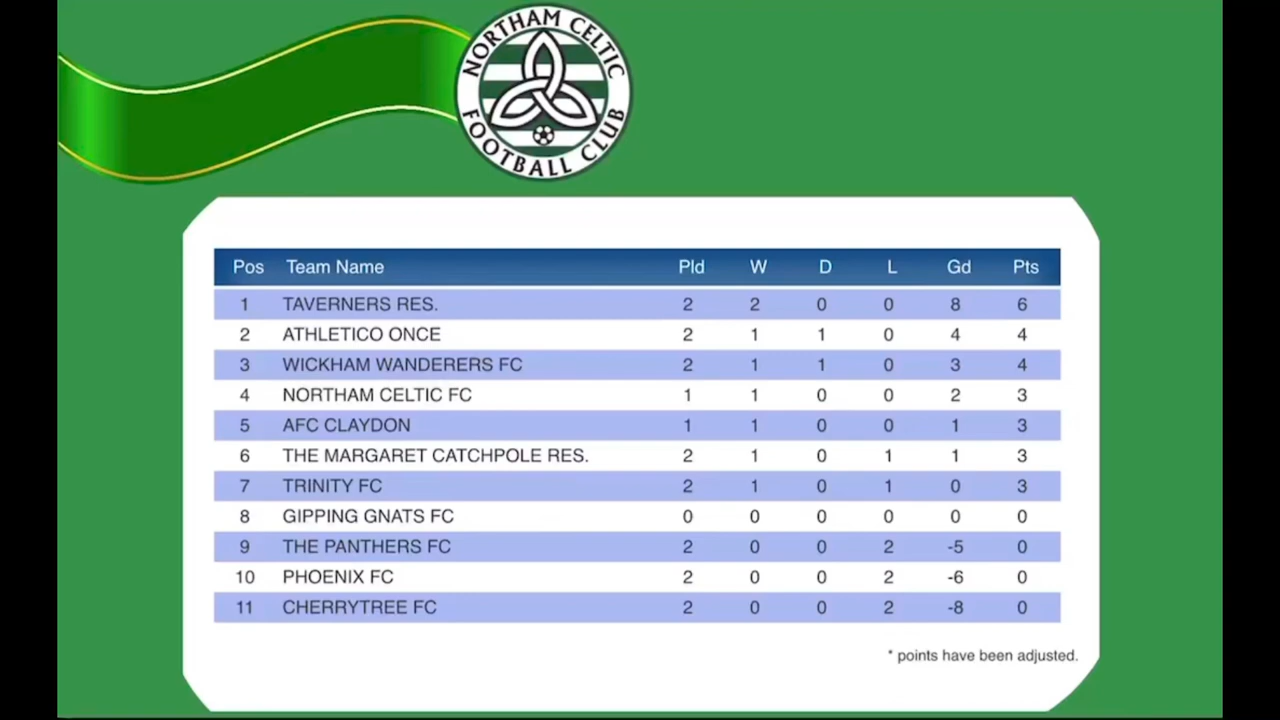 NORTHAM CELTIC
FOOTBALL CLUB
Pos Team Name Pld W D L Gd Pts
1 TAVERNERS RES. 2 2 0 0 8 6
2 ATHLETICO ONCE 2 1 1 0 4 4
3 WICKHAM WANDERERS FC 2 1 1 0 3 4
4 NORTHAM CELTIC FC 1 1 0 0 2 3
5 AFC CLAYDON 1 1 0 0 1 3
6 THE MARGARET CATCHPOLE RES. 2 1 0 1 1 3
7 TRINITY FC 2 1 0 1 0 3
8 GIPPING GNATS FC 0 0 0 0 0 0
9 THE PANTHERS FC 2 0 0 2 -5 0
10 PHOENIX FC 2 0 0 2 -6 0
11 CHERRYTREE FC 2 0 0 2 -8 0
* points have been adjusted.